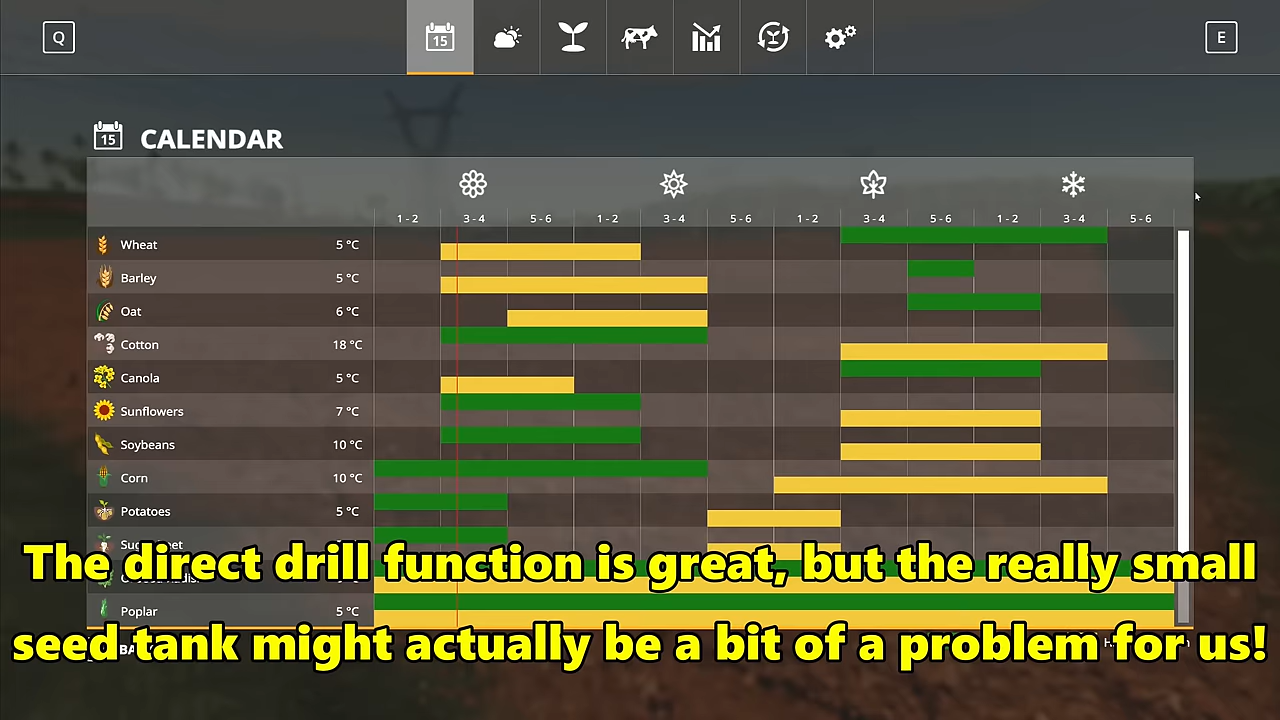 Q
15
E
15 CALENDAR
1 - 2 3 - 4 5 - 6 1 - 2 3 - 4 5 - 6 1 - 2 3 - 4 5 - 6 1 - 2 3 - 4 5 - 6
Wheat 5 °C
Barley 5 °C
Oat 6 °C
Cotton 18 °C
Canola 5 °C
Sunflowers 7 °C
Soybeans 10 °C
Corn 10 °C
Potatoes 5 °C
The direct drill function is great, but the really small
Poplar 5 °C
seed tank might actually be a bit of a problem for us!